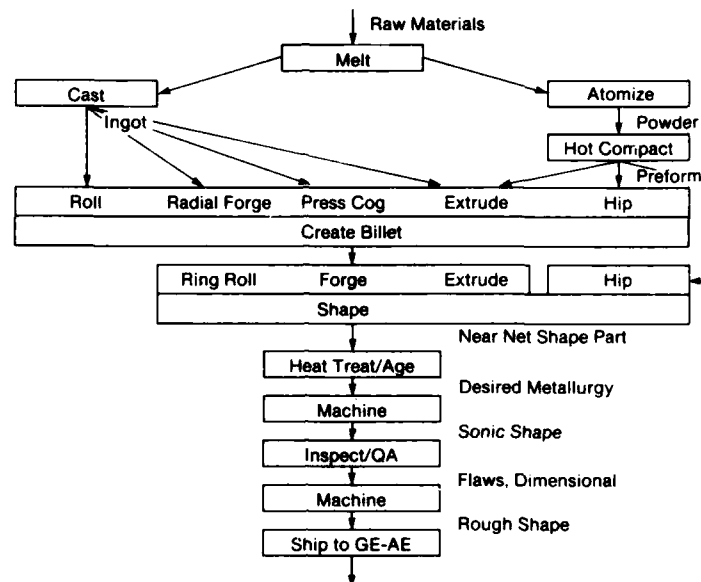 Raw Materials
Melt
Cast
Atomize
Ingot
Powder
Hot Compact
Preform
Roll Radial Forge Press Cog Extrude Hip
Create Billet
Ring Roll Forge Extrude Hip
Shape
Near Net Shape Part
Heat Treat/Age
Desired Metallurgy
Machine
Sonic Shape
Inspect/QA
Flaws, Dimensional
Machine
Rough Shape
Ship to GE-AE